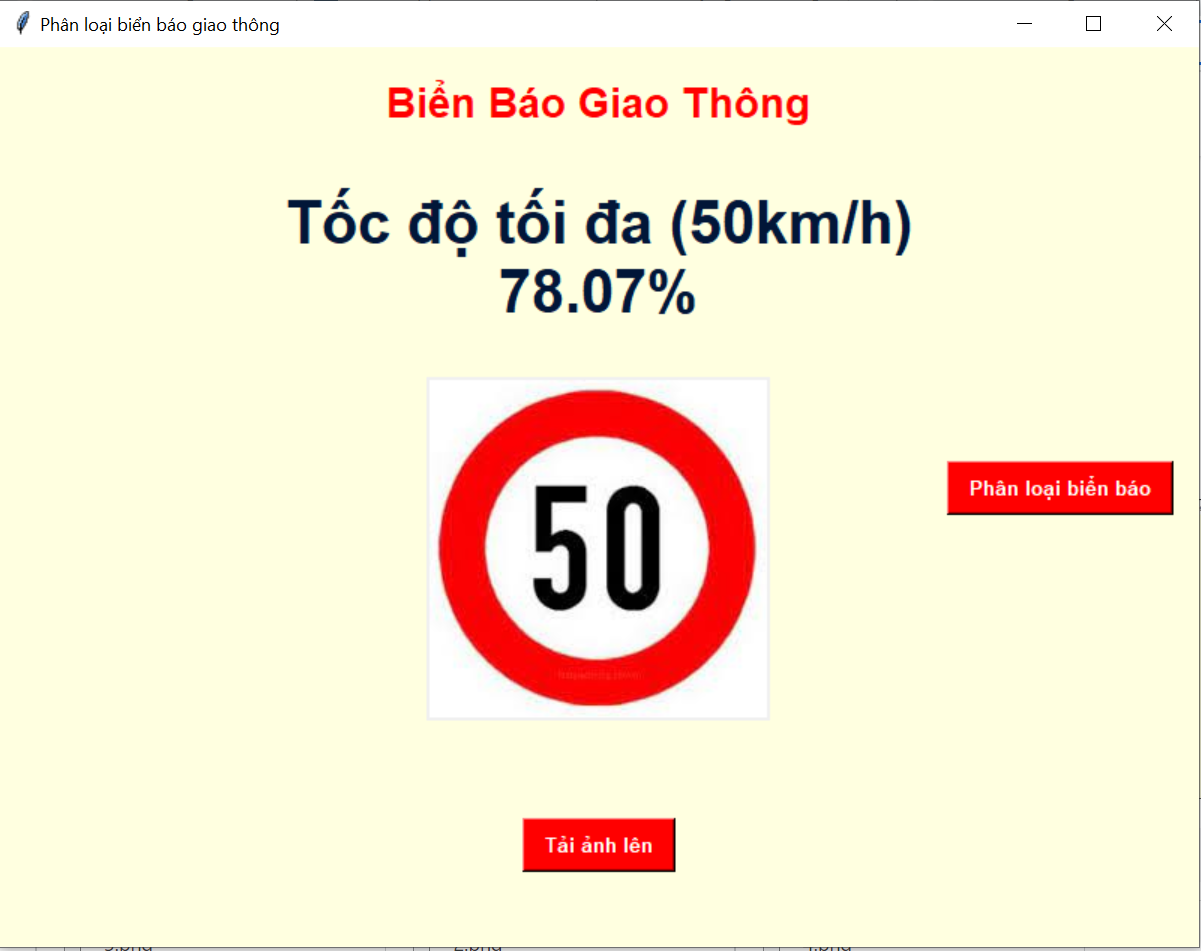 Phân loại biển báo giao thông
Biển Báo Giao Thông
Tốc độ tối đa (50km/h)
78.07%
50
Phân loại biển báo
Tải ảnh lên